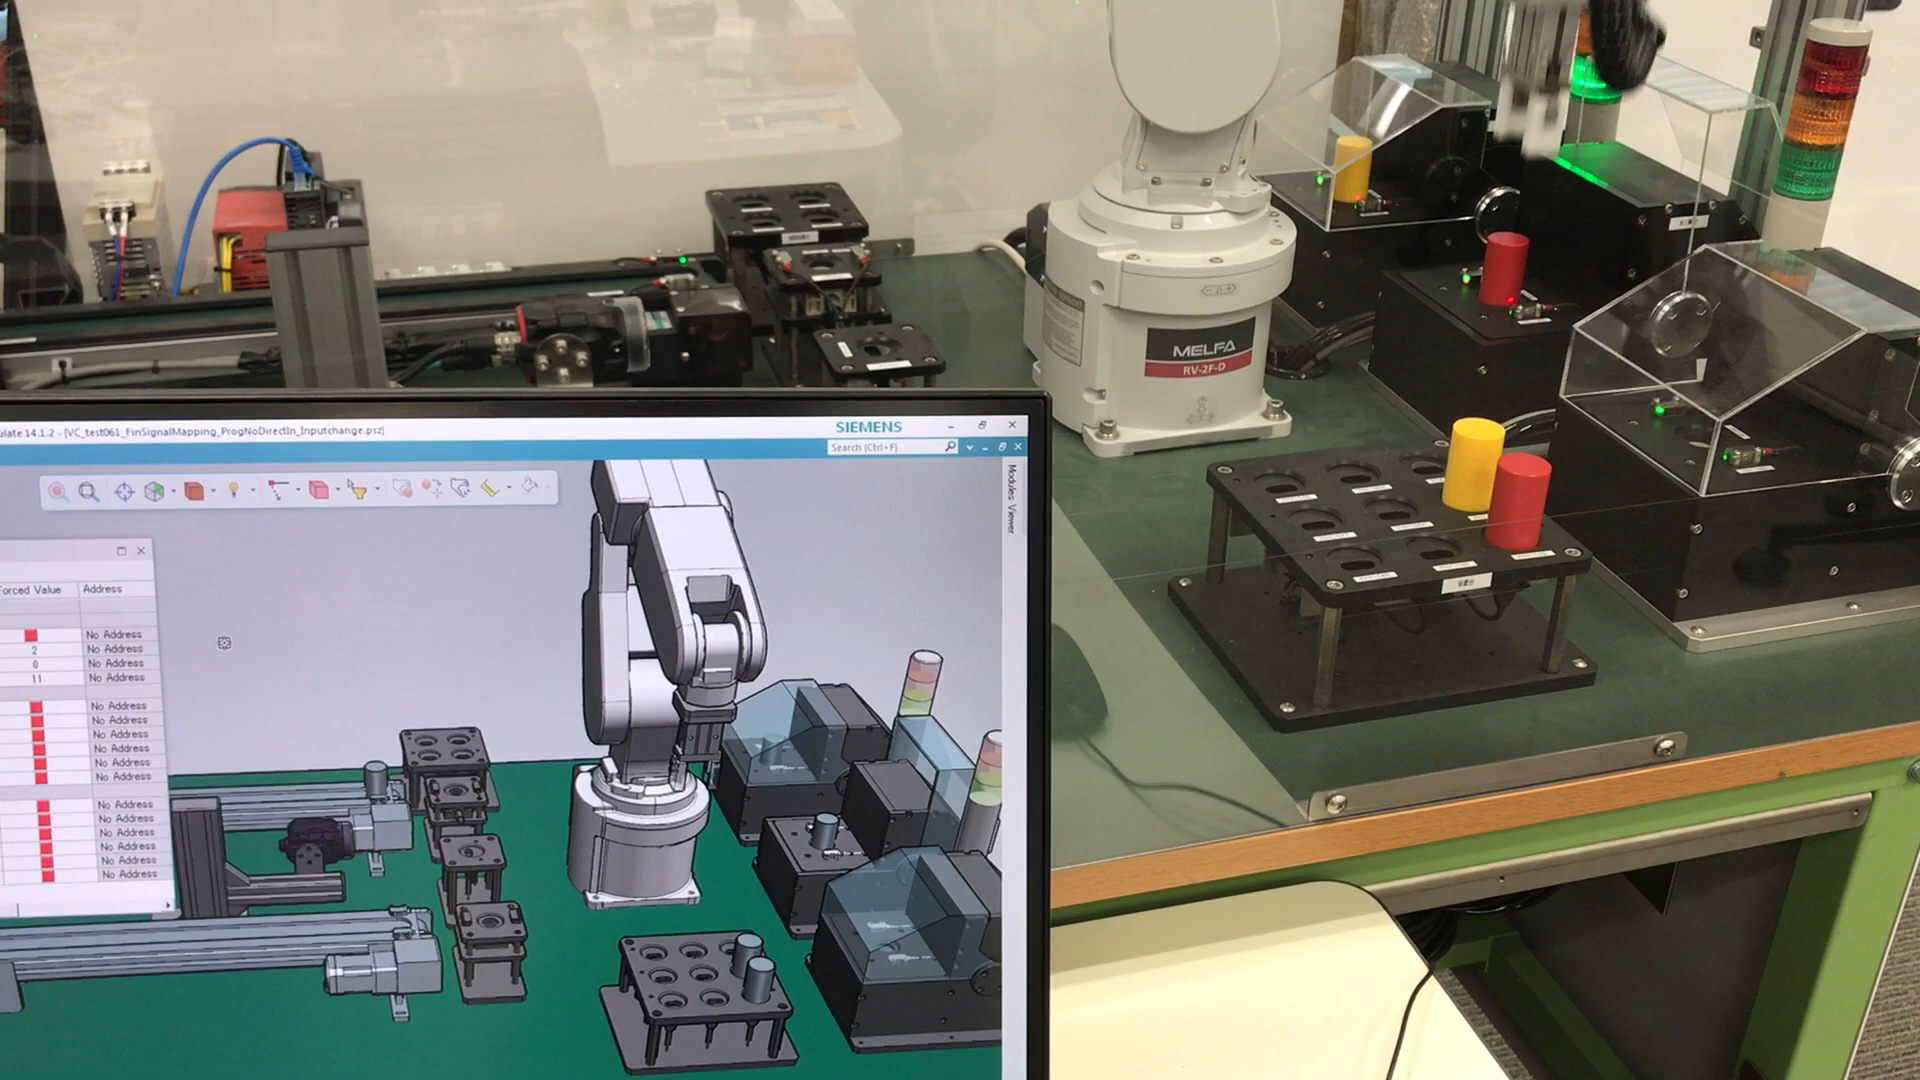 MELFA
RV-2F-D
ulate 14.1.2 - [VC_test061_FinSignalMapping_ProgNoDirectIn_Inputchange.psz]
SIEMENS
Search (Ctrl+F)
Modules Viewer
Forced Value
Address
No Address
2 No Address
0 No Address
11 No Address
No Address
No Address
No Address
No Address
No Address
No Address
No Address
No Address
No Address
No Address
No Address
No Address